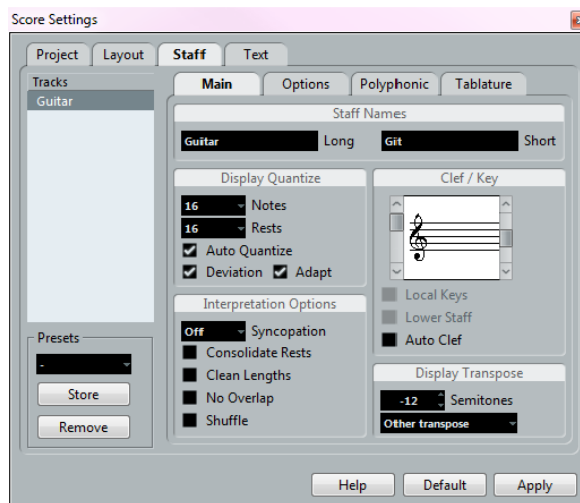 Score Settings
Project Layout Staff Text
Tracks
Guitar
Main Options Polyphonic Tablature
Staff Names
Guitar Long Git Short
Display Quantize
16 Notes
16 Rests
Auto Quantize
Deviation Adapt
Clef / Key
Local Keys
Lower Staff
Auto Clef
Interpretation Options
Off Syncopation
Consolidate Rests
Clean Lengths
No Overlap
Shuffle
Display Transpose
-12 Semitones
Other transpose
Presets
-
Store
Remove
Help Default Apply